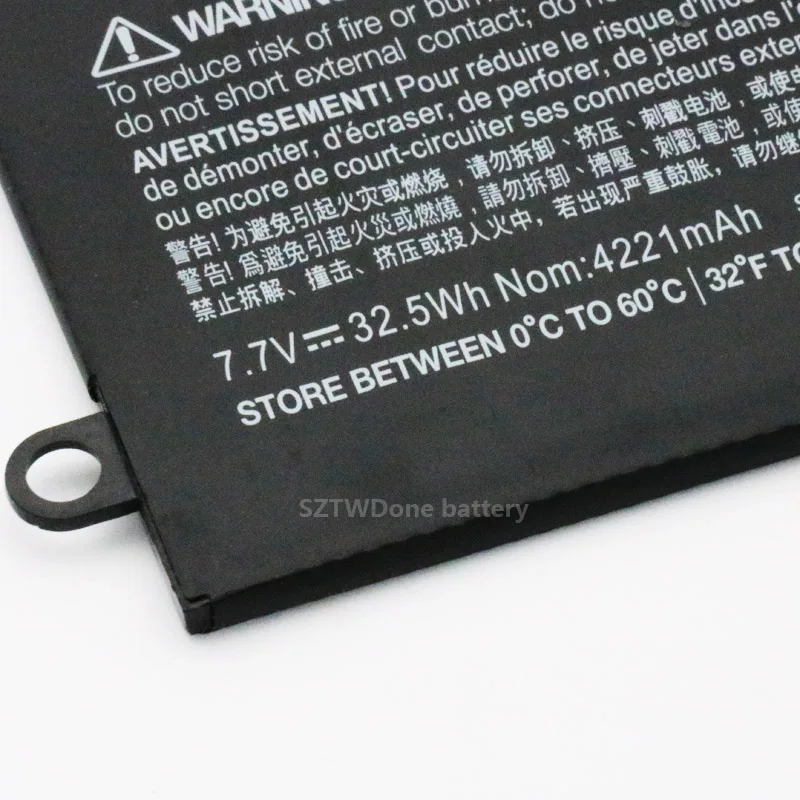 WARNING
To reduce risk of fire or burns
do not short external contact; do
AVERTISSEMENT! Pour réduire le risque d'ince
de démonter, d'écraser, de perforer, de jeter dans l'e
ou encore de court-circuiter ses connecteurs exter
警告! 为避免引起火灾或燃烧，请勿拆卸、挤压、刺戳电池，或使
警告! 為避免引起火災或燃燒，請勿拆卸、擠壓、刺戳電池，或使
禁止拆解、撞击、挤压或投入火中，若出现严重鼓胀，请勿继
7.7V⎓32.5Wh Nom:4221mAh
STORE BETWEEN 0°C TO 60°C | 32°F TO
SZTWDone battery